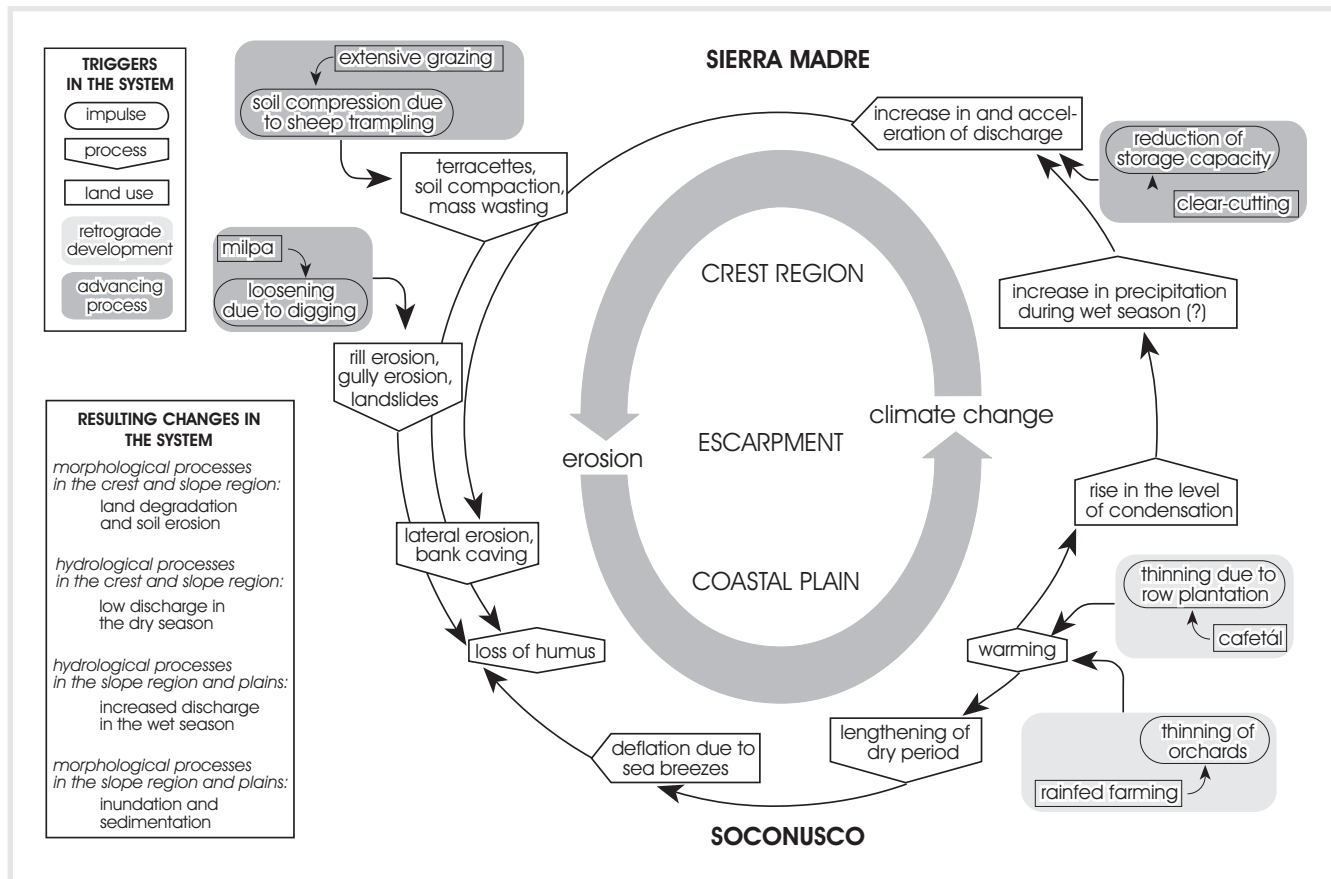 TRIGGERS
IN THE SYSTEM
impulse
process
land use
retrograde
development
advancing
process
RESULTING CHANGES IN
THE SYSTEM
morphological processes
in the crest and slope region:
land degradation
and soil erosion
hydrological processes
in the crest and slope region:
low discharge in
the dry season
hydrological processes
in the slope region and plains:
increased discharge
in the wet season
morphological processes
in the slope region and plains:
inundation and
sedimentation
extensive grazing
soil compression due
to sheep trampling
terracettes,
soil compaction,
mass wasting
milpa
loosening
due to digging
rill erosion,
gully erosion,
landslides
lateral erosion,
bank caving
loss of humus
deflation due to
sea breezes
SIERRA MADRE
CREST REGION
ESCARPMENT
COASTAL PLAIN
SOCONUSCO
erosion
climate change
increase in and accel-
eration of discharge
reduction of
storage capacity
clear-cutting
increase in precipitation
during wet season (?)
rise in the level
of condensation
thinning due to
row plantation
cafetál
warming
lengthening of
dry period
thinning of
orchards
rainfed farming